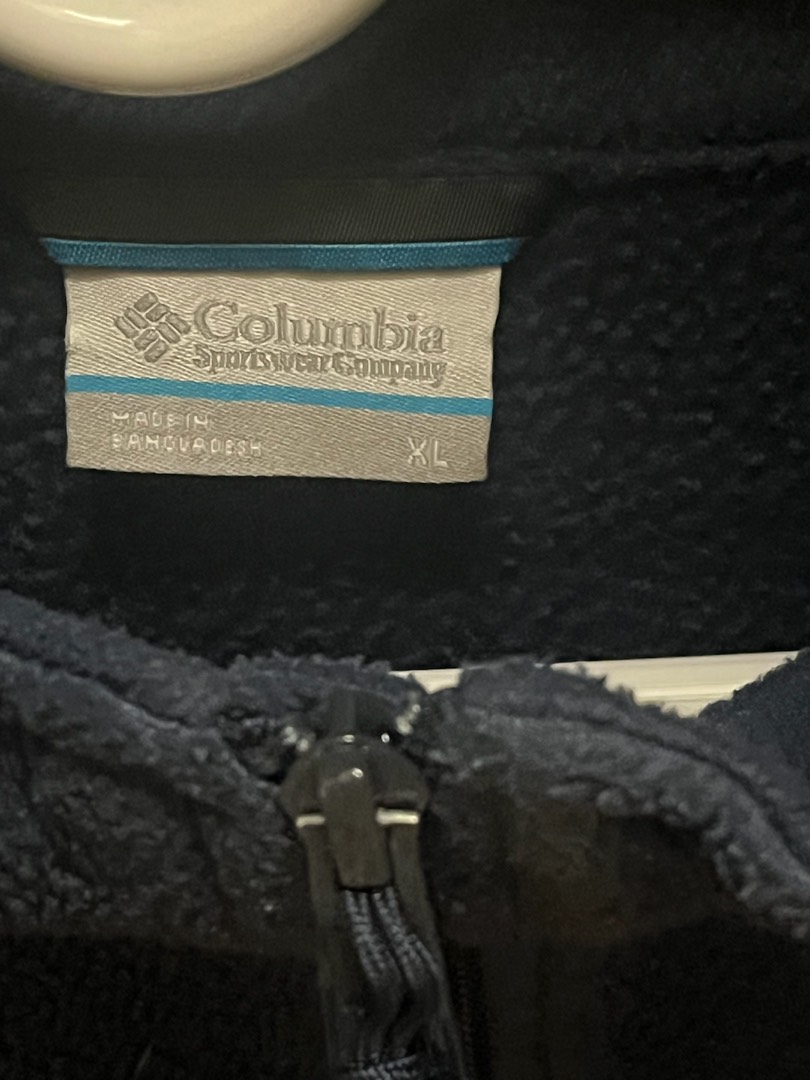 Columbia
Sportswear Company
MADE IN
BANGLADESH
XL